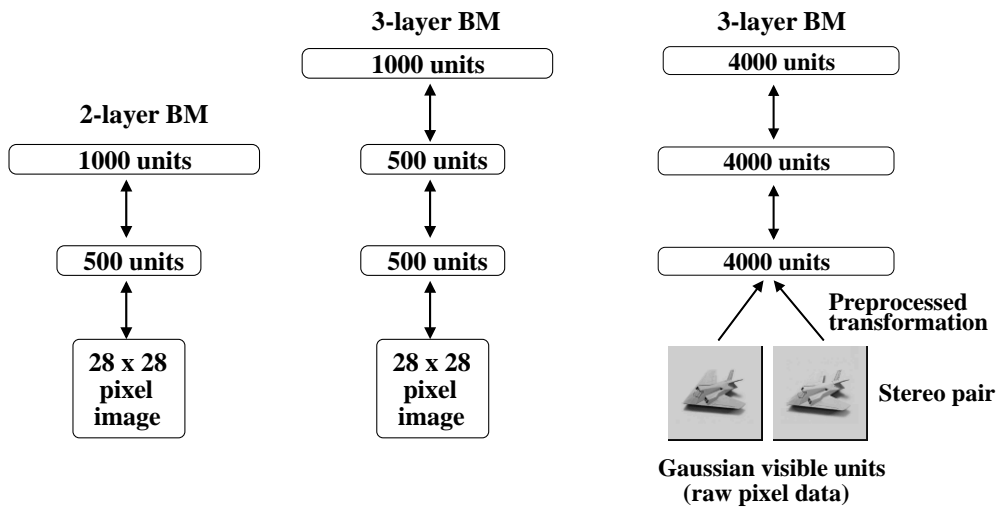 2-layer BM
1000 units
500 units
28 x 28
pixel
image
3-layer BM
1000 units
500 units
500 units
28 x 28
pixel
image
3-layer BM
4000 units
4000 units
4000 units
Preprocessed
transformation
Stereo pair
Gaussian visible units
(raw pixel data)